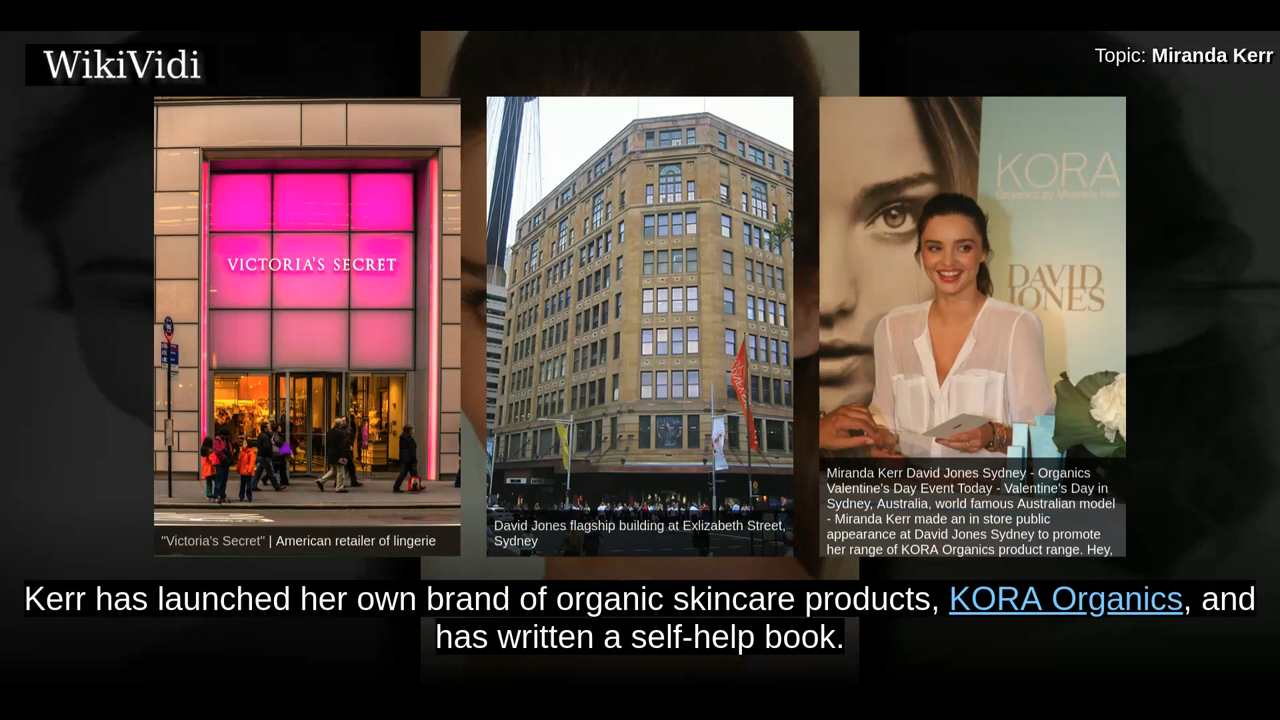 WikiVidi
Topic: Miranda Kerr
VICTORIA'S SECRET
"Victoria's Secret" | American retailer of lingerie
David Jones flagship building at Exlizabeth Street,
Sydney
KORA
Organics by Miranda Kerr
DAVID
JONES
Miranda Kerr David Jones Sydney - Organics
Valentine's Day Event Today - Valentine's Day in
Sydney, Australia, world famous Australian model
- Miranda Kerr made an in store public
appearance at David Jones Sydney to promote
her range of KORA Organics product range. Hey,
Kerr has launched her own brand of organic skincare products, KORA Organics, and
has written a self-help book.